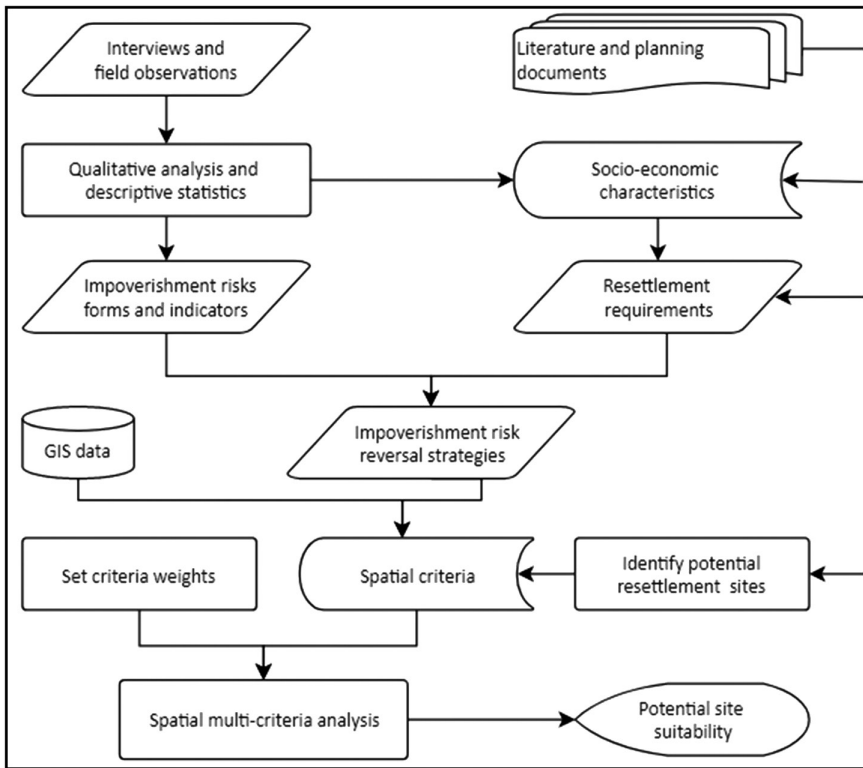 Interviews and
field observations
Literature and planning
documents
Qualitative analysis and
descriptive statistics
Socio-economic
characteristics
Impoverishment risks
forms and indicators
Resettlement
requirements
GIS data
Impoverishment risk
reversal strategies
Set criteria weights
Spatial criteria
Identify potential
resettlement sites
Spatial multi-criteria analysis
Potential site
suitability